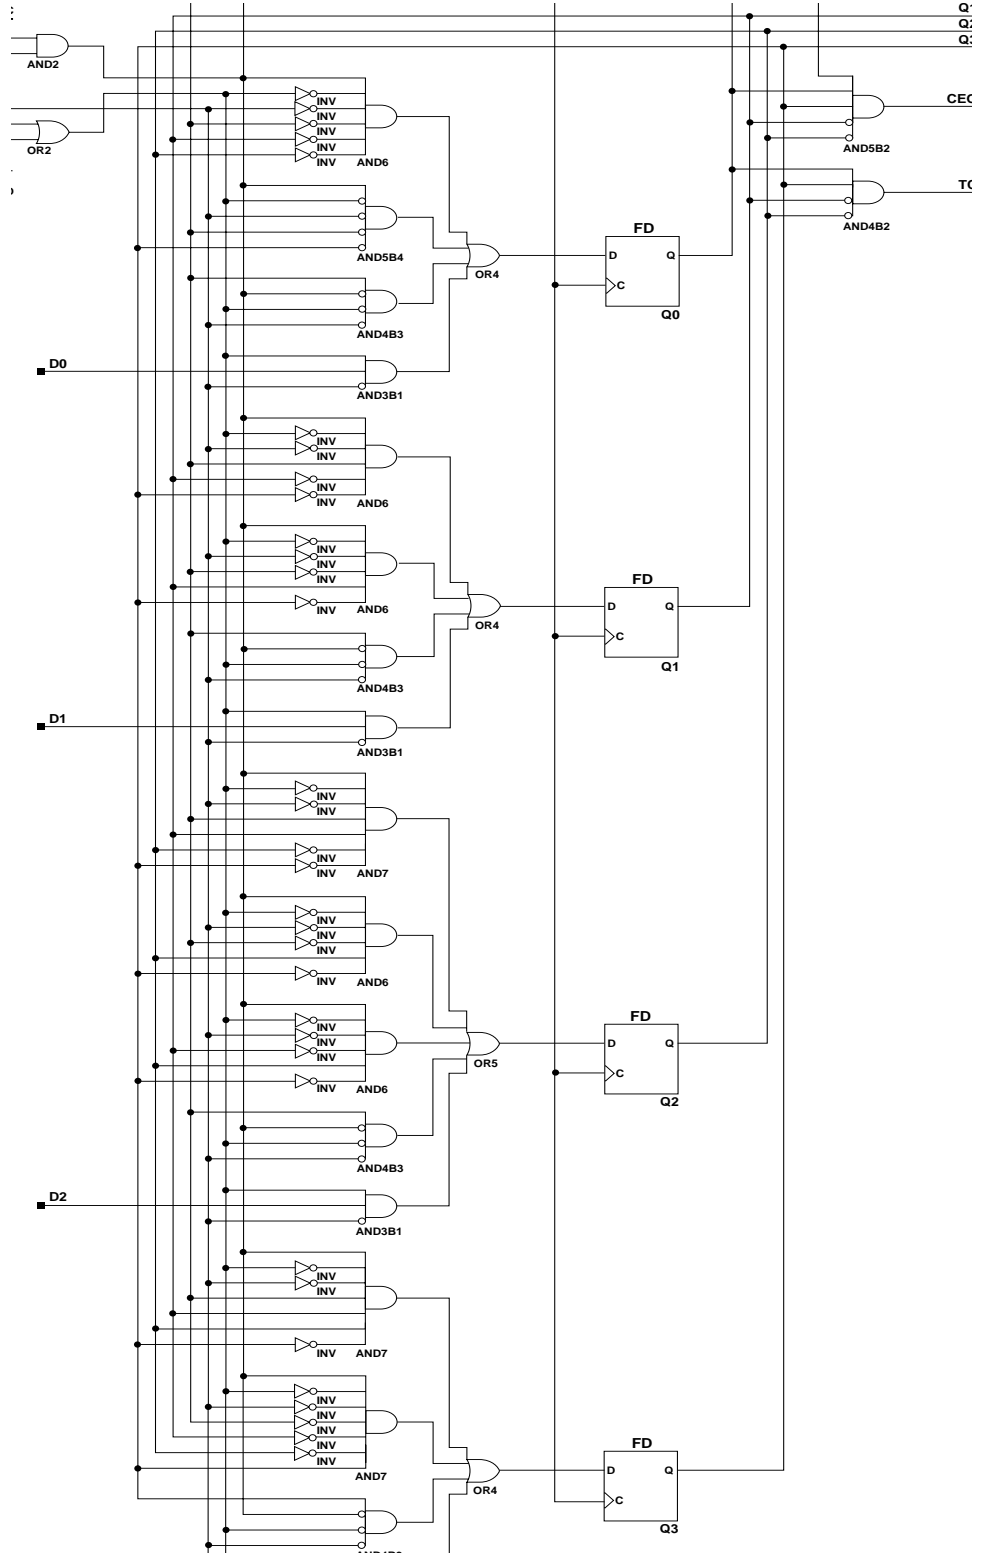 Q1
Q2
AND2
Q3
INV
CEO
INV
INV
OR2
INV
AND5B2
INV
AND6
TC
AND4B2
FD
AND5B4
D
Q
OR4
C
Q0
AND4B3
D0
AND3B1
INV
INV
INV
INV
AND6
INV
INV
INV
FD
INV
AND6
D
Q
OR4
C
Q1
AND4B3
D1
AND3B1
INV
INV
INV
INV
AND7
INV
INV
INV
INV
AND6
FD
INV
INV
D
Q
INV
OR5
C
INV
AND6
Q2
AND4B3
D2
AND3B1
INV
INV
INV
AND7
INV
INV
INV
INV
FD
INV
AND7
D
Q
OR4
C
Q3